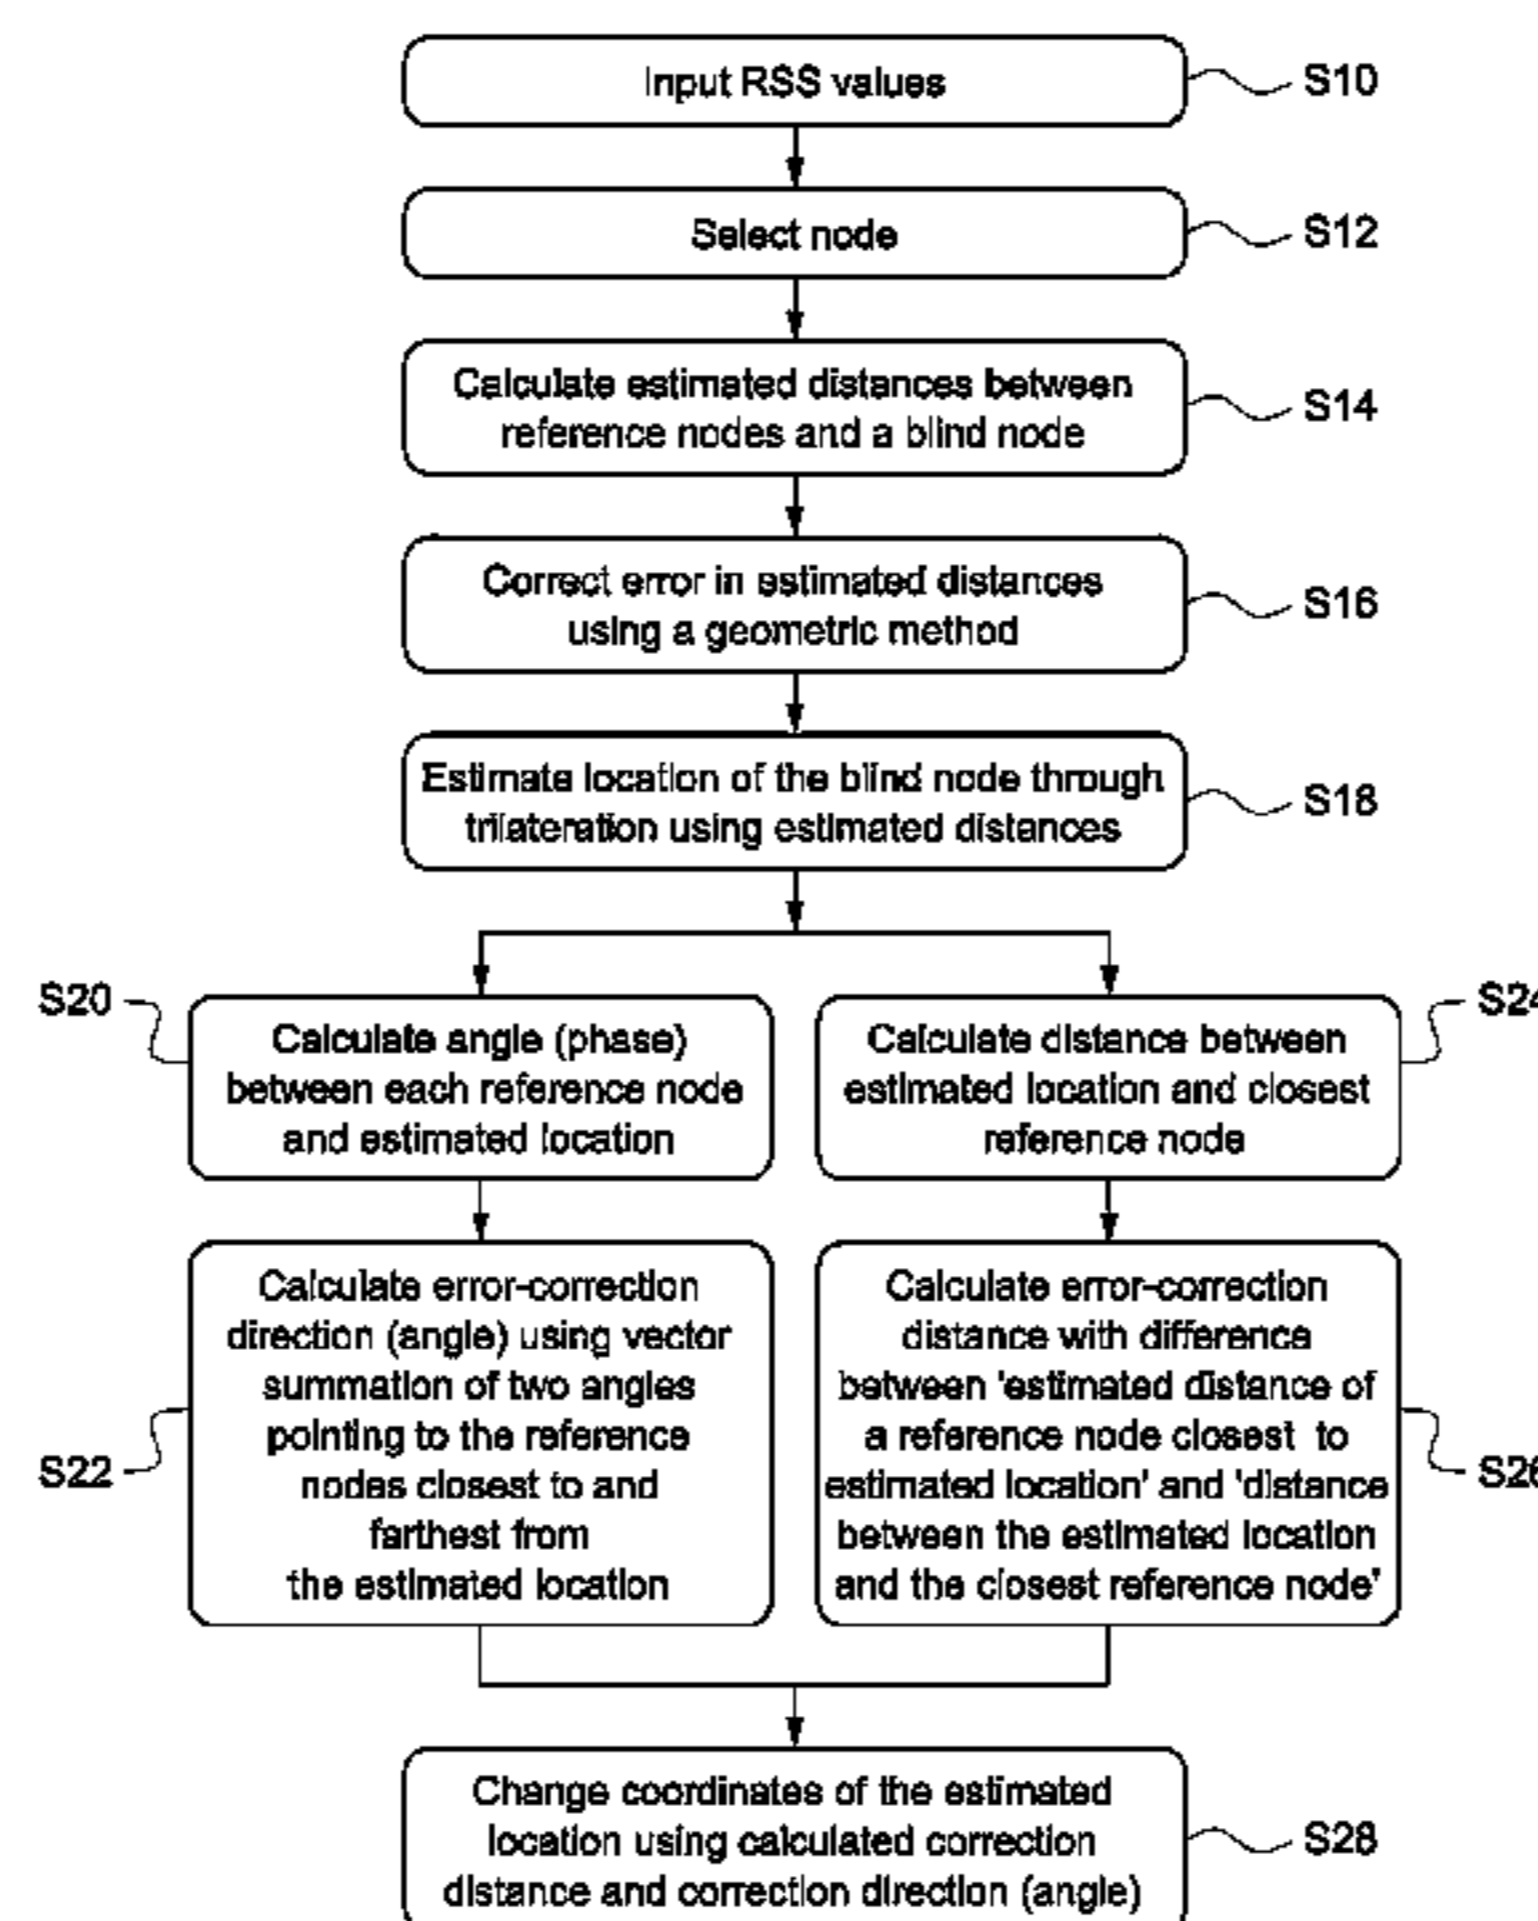 Input RSS values
S10
Select node
S12
Calculate estimated distances between
reference nodes and a blind node
S14
Correct error in estimated distances
using a geometric method
S16
Estimate location of the blind node through
trilateration using estimated distances
S18
S20
Calculate angle (phase)
between each reference node
and estimated location
Calculate distance between
estimated location and closest
reference node
S24
S22
Calculate error-correction
direction (angle) using vector
summation of two angles
pointing to the reference
nodes closest to and
farthest from
the estimated location
Calculate error-correction
distance with difference
between 'estimated distance of
a reference node closest to
estimated location' and 'distance
between the estimated location
and the closest reference node'
S26
Change coordinates of the estimated
location using calculated correction
distance and correction direction (angle)
S28